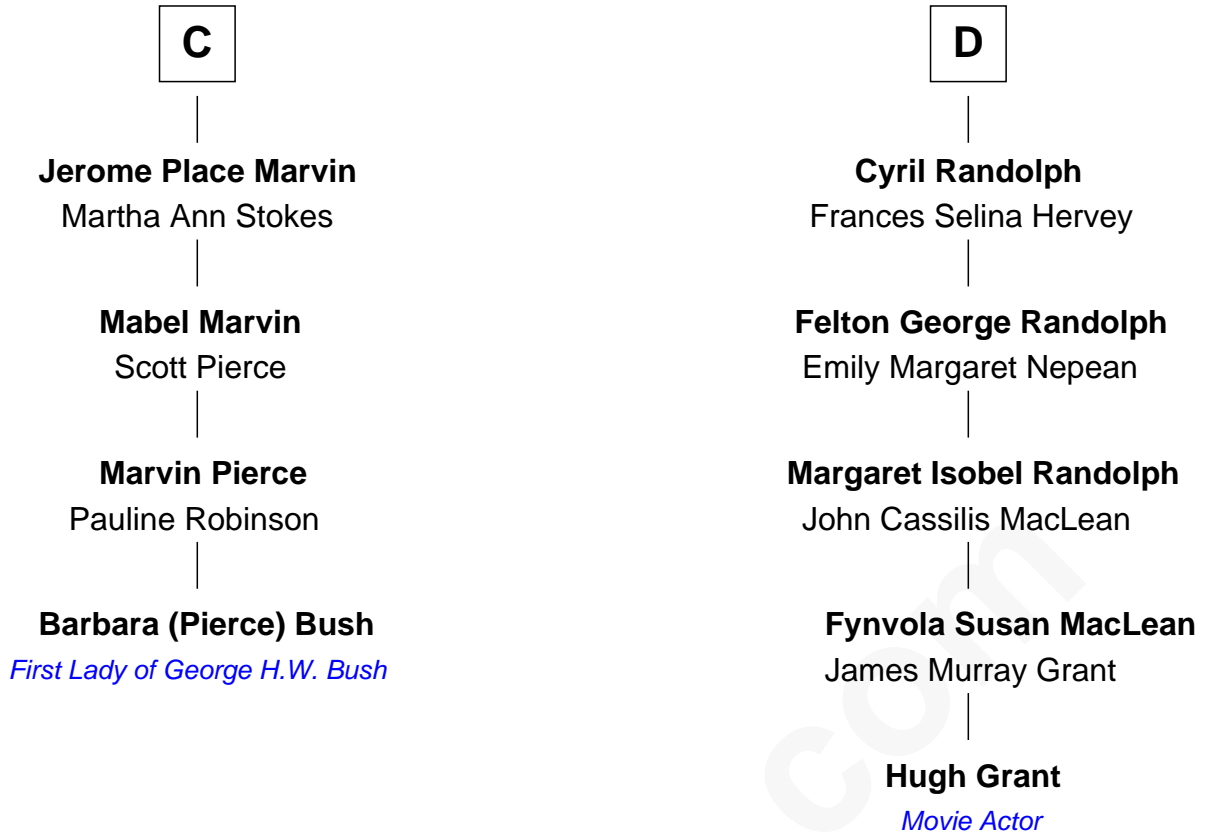 C
Jerome Place Marvin
Martha Ann Stokes
Mabel Marvin
Scott Pierce
Marvin Pierce
Pauline Robinson
Barbara (Pierce) Bush
First Lady of George H.W. Bush
D
Cyril Randolph
Frances Selina Hervey
Felton George Randolph
Emily Margaret Nepean
Margaret Isobel Randolph
John Cassilis MacLean
Fynvola Susan MacLean
James Murray Grant
Hugh Grant
Movie Actor
com